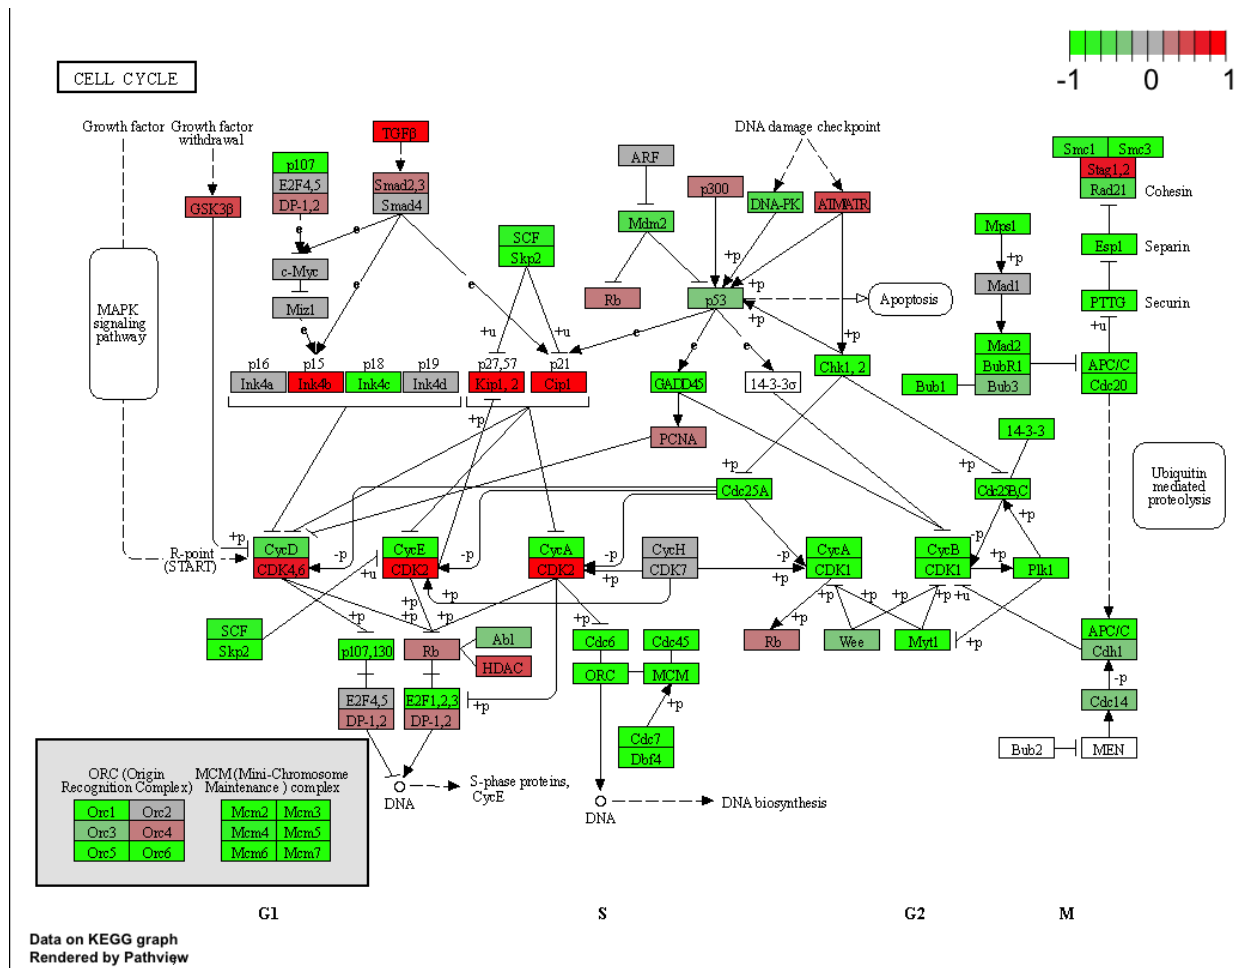 -1 0 1
CELL CYCLE
Growth factor
Growth factor
withdrawal
TGFβ
DNA damage checkpoint
Smc1 Smc3
Stag1,2
Rad21
Cohesin
p107
E2F4,5
DP-1,2
Smad2,3
Smad4
ARF
p300
DNA-PK
ATMATR
GSK3β
Mdm2
Mps1
Esp1
Separin
SCF
Skp2
e
e
e
e
+p
+p
c-Myc
Miz1
Rb
p53
+p
+p
Apoptosis
Mad1
PTTG
Securin
MAPK
signaling
pathway
e
e
+u
+u
e
e
e
+p
+u
p16
p15
p18
p19
p27,57
p21
Ink4a
Ink4b
Ink4c
Ink4d
Kip1, 2
Cip1
GADD45
14-3-3σ
Chk1, 2
Mad2
BubR1
Bub3
Bub1
APC/C
Cdc20
+p
PCNA
14-3-3
+p
Cdc25A
+p
Cdc25B,C
Ubiquitin
mediated
proteolysis
R-point
(START)
+p
CycD
CDK4,6
-p
CycE
CDK2
-p
CycA
CDK2
-p
+p
CycH
CDK7
-p
+p
CycA
CDK1
CycB
CDK1
-p
+p
+p
Plk1
+u
+p
+p
+p
+p
+p
+p
+p
+p
+u
+p
SCF
Skp2
p107,130
Rb
Abl
HDAC
Cdc6
Cdc45
ORC
MCM
Rb
Wee
Myt1
APC/C
Cdh1
-p
E2F4,5
DP-1,2
E2F1,2,3
DP-1,2
+p
+p
Cdc7
Dbf4
Cdc14
Bub2
MEN
DNA
S-phase proteins,
CycE
DNA
DNA biosynthesis
ORC (Origin
Recognition Complex)
MCM (Mini-Chromosome
Maintenance ) complex
Orc1 Orc2
Orc3 Orc4
Orc5 Orc6
Mcm2 Mcm3
Mcm4 Mcm5
Mcm6 Mcm7
G1 S G2 M
Data on KEGG graph
Rendered by Pathview